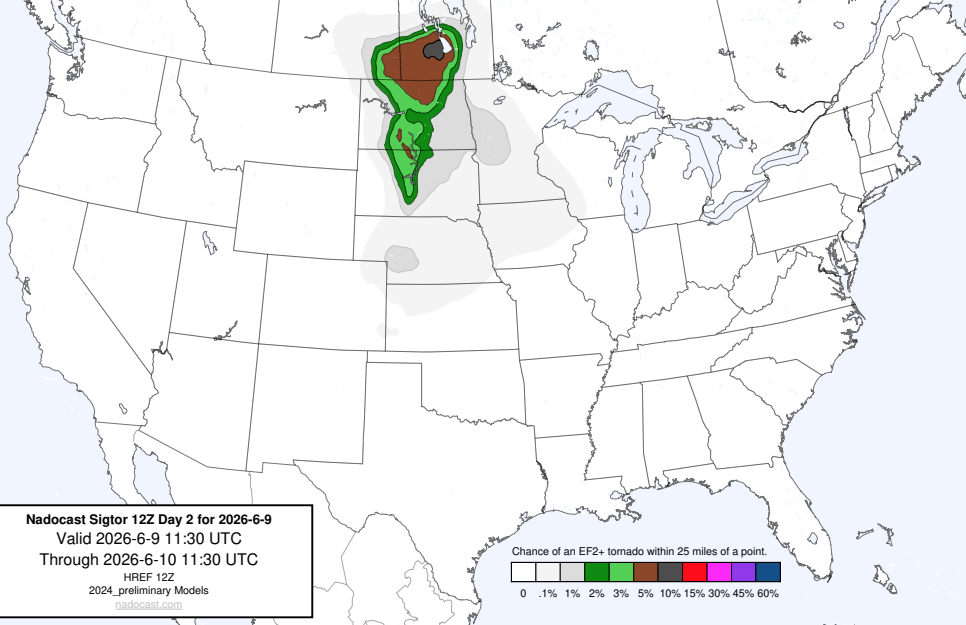 Nadocast Sigtor 12Z Day 2 for 2026-6-9
Valid 2026-6-9 11:30 UTC
Through 2026-6-10 11:30 UTC
HREF 12Z
2024_preliminary Models
nadocast.com
Chance of an EF2+ tornado within 25 miles of a point.
0 .1% 1% 2% 3% 5% 10% 15% 30% 45% 60%